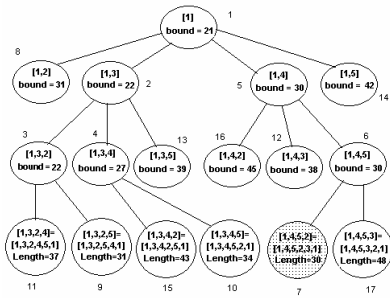 [1]
bound = 21
1
8
[1,2]
bound = 31
[1,3]
bound = 22
2
5
[1,4]
bound = 30
[1,5]
bound = 42
14
3
[1,3,2]
bound = 22
4
[1,3,4]
bound = 27
13
[1,3,5]
bound = 39
16
[1,4,2]
bound = 45
12
[1,4,3]
bound = 38
6
[1,4,5]
bound = 30
[1,3,2,4]=
[1,3,2,4,5,1]
Length=37
11
[1,3,2,5]=
[1,3,2,5,4,1]
Length=31
9
[1,3,4,2]=
[1,3,4,2,5,1]
Length=43
15
[1,3,4,5]=
[1,3,4,5,2,1]
Length=34
10
[1,4,5,2]=
[1,4,5,2,3,1]
Length=30
7
[1,4,5,3]=
[1,4,5,3,2,1]
Length=48
17